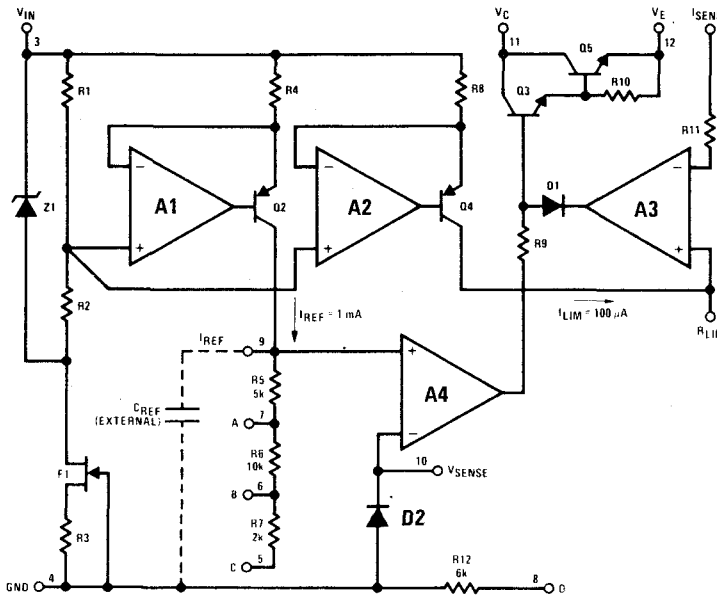 VIN
3
VC
11
VE
12
ISENS
Q5
Q3
R10
R1
R4
R8
R11
Z1
−
A1
+
Q2
−
A2
+
Q4
D1
−
A3
+
R9
R2
IREF = 1 mA
ILIM = 100 µA
RLI
IREF
9
CREF
(EXTERNAL)
R5
5k
A
7
R6
10k
B
6
R7
2k
C
5
+
A4
−
10
VSENSE
D2
R3
GND
4
R12
6k
8
D